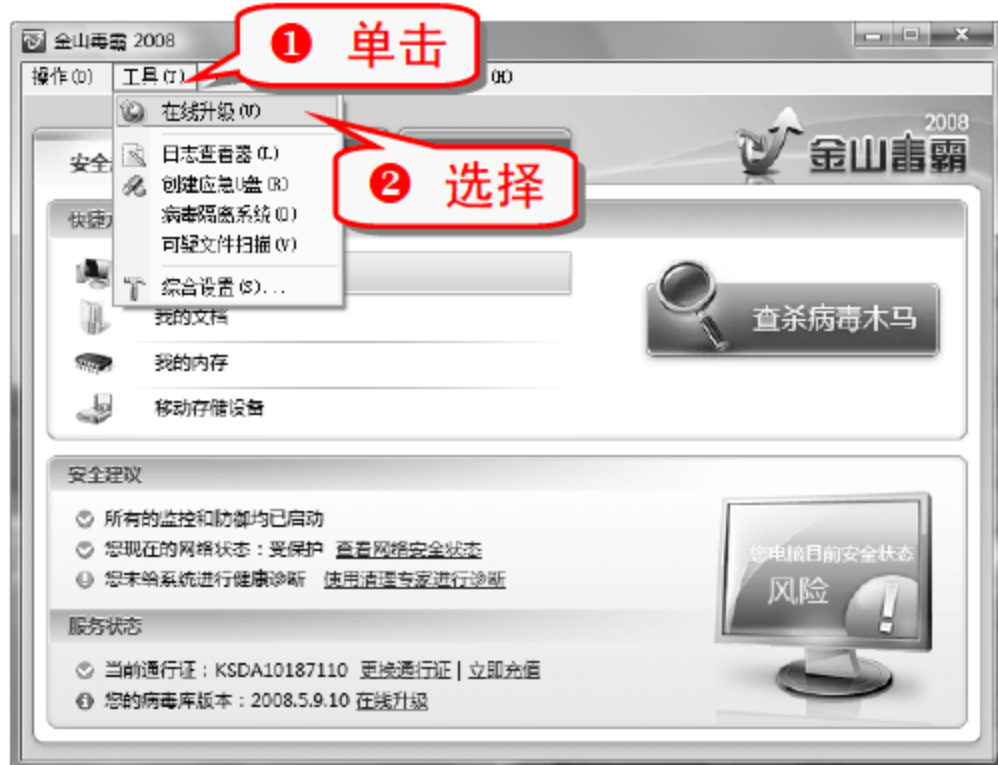 金山毒霸 2008
❶ 单击
操作(O) 工具(T) (H)
在线升级(U)
日志查看器(L)
创建应急U盘(R)
病毒隔离系统(Q)
可疑文件扫描(V)
综合设置(S)...
❷ 选择
2008
金山毒霸
安全
快捷
我的文档
我的内存
移动存储设备
查杀病毒木马
安全建议
所有的监控和防御均已启动
您现在的网络状态：受保护 查看网络安全状态
您未给系统进行健康诊断 使用清理专家进行诊断
您电脑目前安全状态
风险
服务状态
当前通行证：KSDA10187110 更换通行证 | 立即充值
您的病毒库版本：2008.5.9.10 在线升级